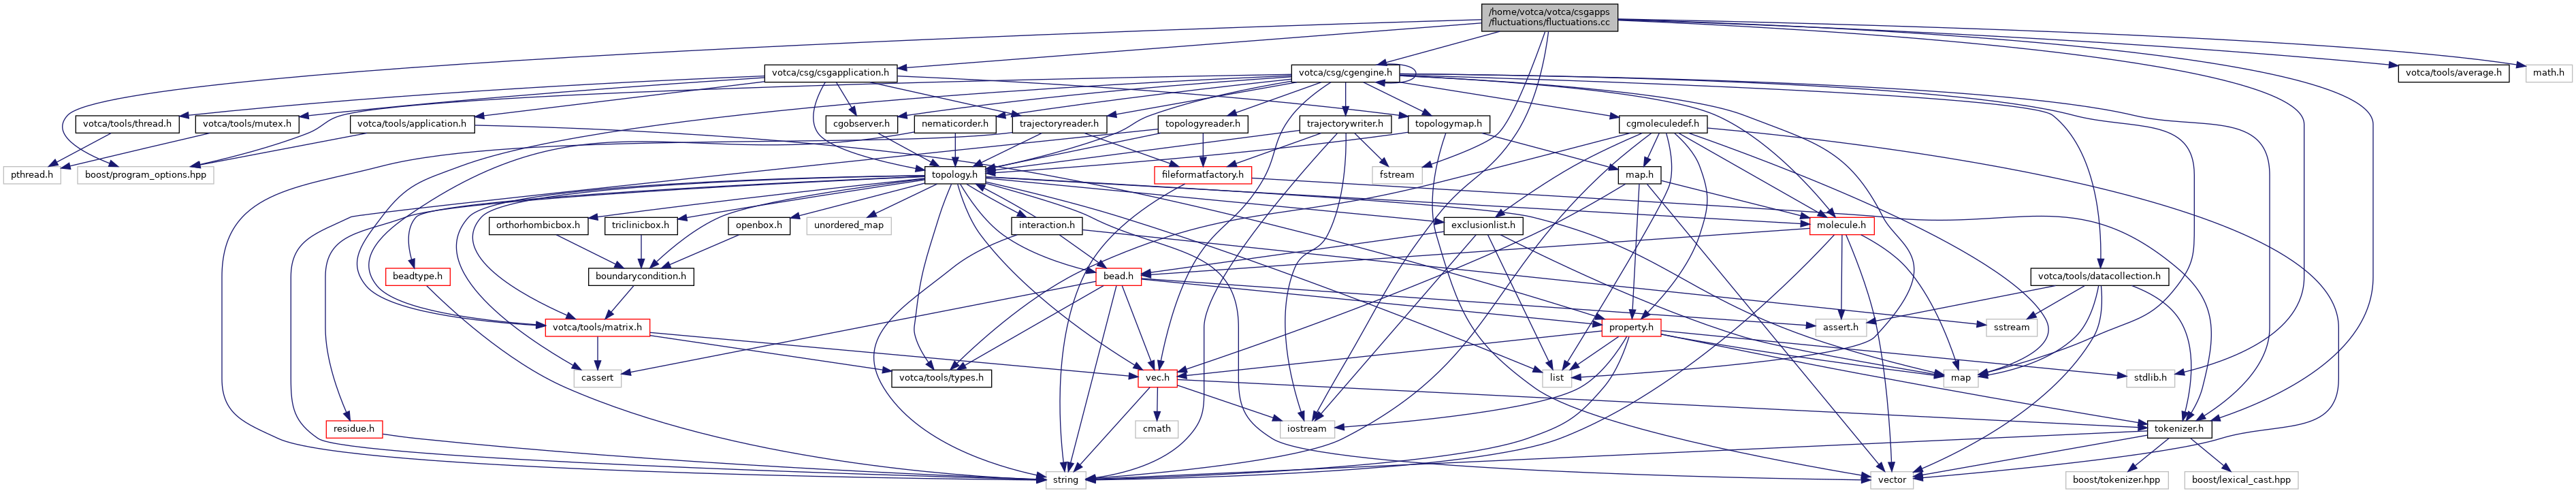 /home/votca/votca/csgapps
/fluctuations/fluctuations.cc
votca/csg/csgapplication.h
votca/csg/cgengine.h
votca/tools/average.h
math.h
votca/tools/thread.h
votca/tools/mutex.h
votca/tools/application.h
cgobserver.h
nematicorder.h
trajectoryreader.h
topologyreader.h
trajectorywriter.h
topologymap.h
cgmoleculedef.h
pthread.h
boost/program_options.hpp
topology.h
fileformatfactory.h
fstream
map.h
orthorhombicbox.h
triclinicbox.h
openbox.h
unordered_map
interaction.h
exclusionlist.h
molecule.h
beadtype.h
boundarycondition.h
bead.h
votca/tools/datacollection.h
votca/tools/matrix.h
property.h
assert.h
sstream
cassert
votca/tools/types.h
vec.h
list
map
stdlib.h
residue.h
cmath
iostream
tokenizer.h
string
vector
boost/tokenizer.hpp
boost/lexical_cast.hpp